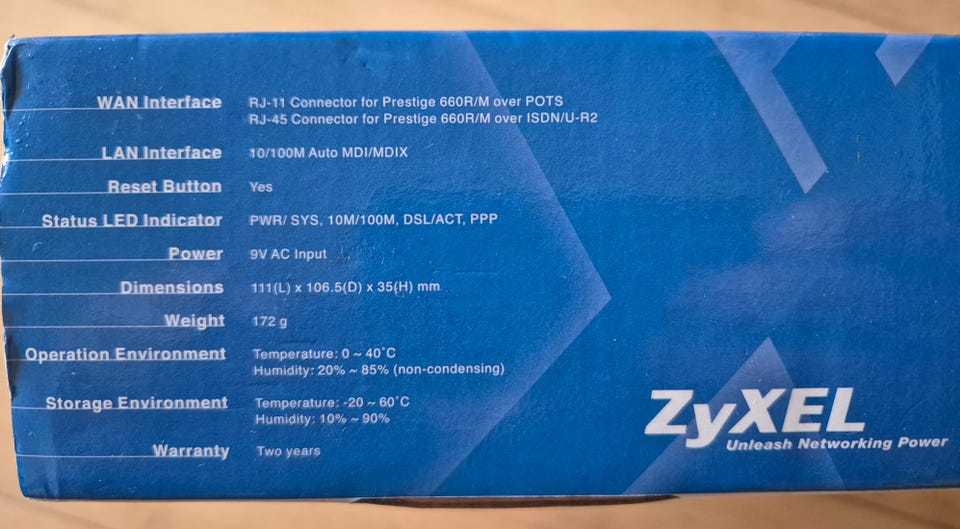 WAN Interface RJ-11 Connector for Prestige 660R/M over POTS
RJ-45 Connector for Prestige 660R/M over ISDN/U-R2
LAN Interface 10/100M Auto MDI/MDIX
Reset Button Yes
Status LED Indicator PWR/ SYS, 10M/100M, DSL/ACT, PPP
Power 9V AC Input
Dimensions 111(L) x 106.5(D) x 35(H) mm
Weight 172 g
Operation Environment Temperature: 0 ~ 40˚C
Humidity: 20% ~ 85% (non-condensing)
Storage Environment Temperature: -20 ~ 60˚C
Humidity: 10% ~ 90%
Warranty Two years
ZyXEL
Unleash Networking Power